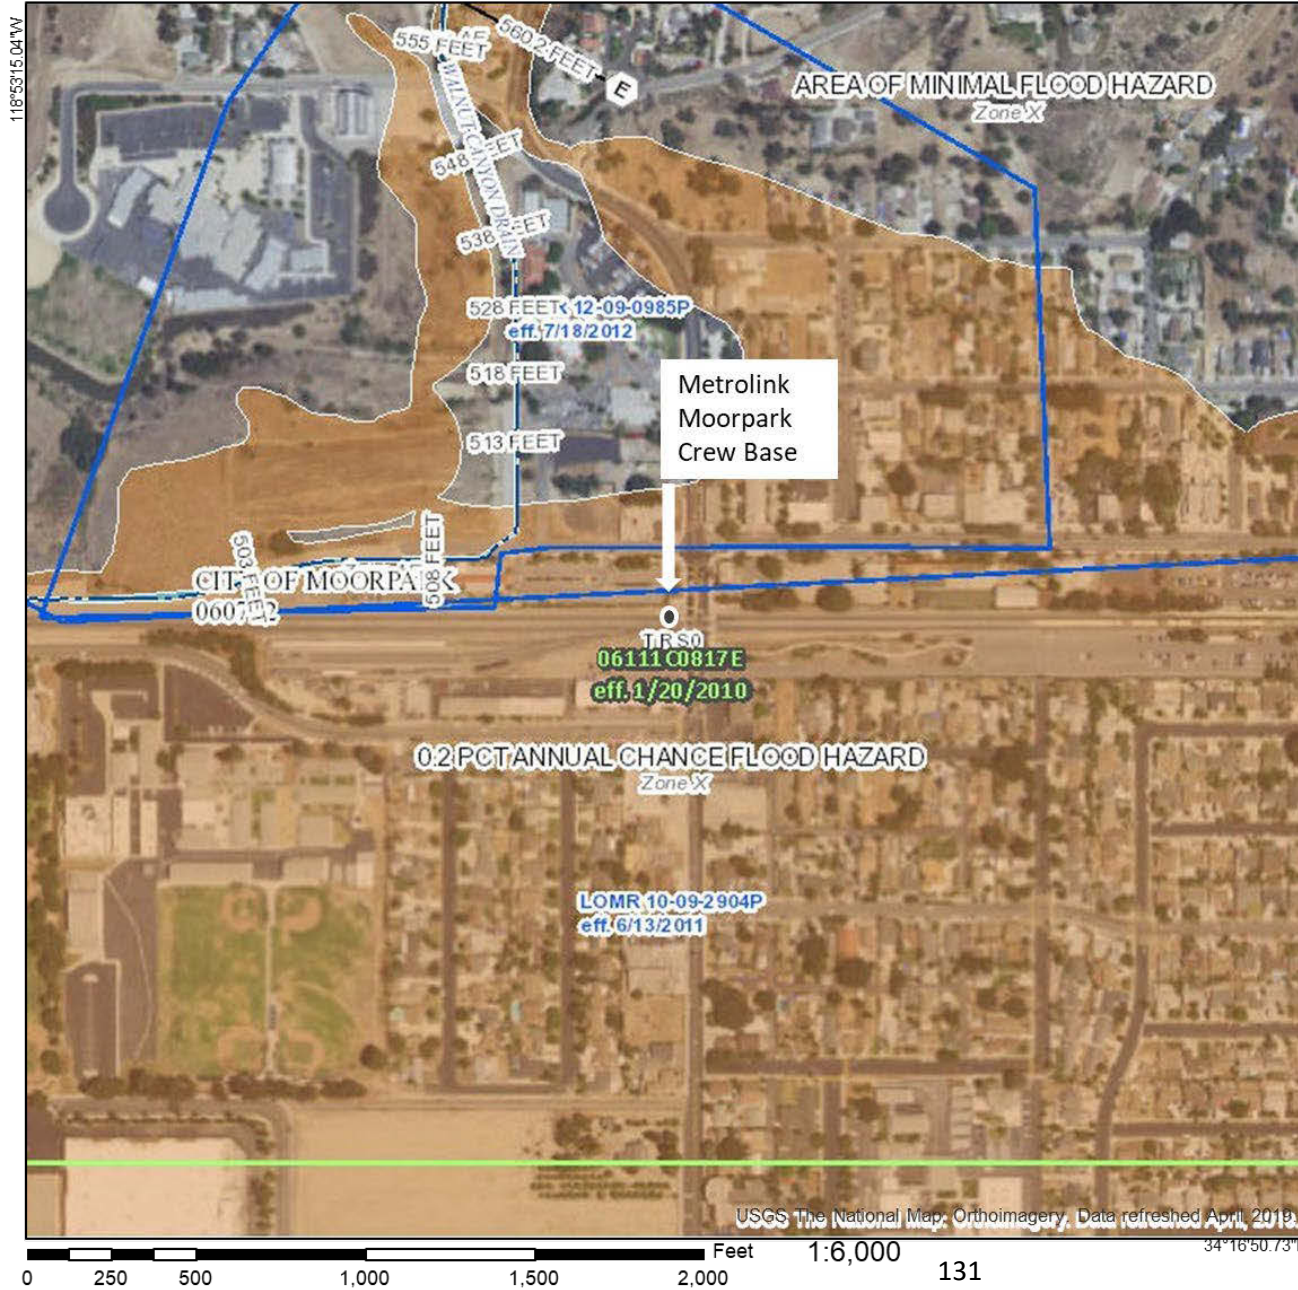 118°53'15.04"W
555 FEET
AE
560.2 FEET
E
AREA OF MINIMAL FLOOD HAZARD
Zone X
WALNUT CANYON DRAIN
548 FEET
538 FEET
528 FEET
12-09-0985P
eff. 7/18/2012
518 FEET
513 FEET
Metrolink
Moorpark
Crew Base
503 FEET
508 FEET
CITY OF MOORPARK
06111C0817E
eff. 1/20/2010
0.2 PCT ANNUAL CHANCE FLOOD HAZARD
Zone X
LOMR 10-09-2904P
eff. 6/13/2011
USGS The National Map: Orthoimagery. Data refreshed April, 2019.
34°16'50.73"
Feet
1:6,000
131
0 250 500 1,000 1,500 2,000